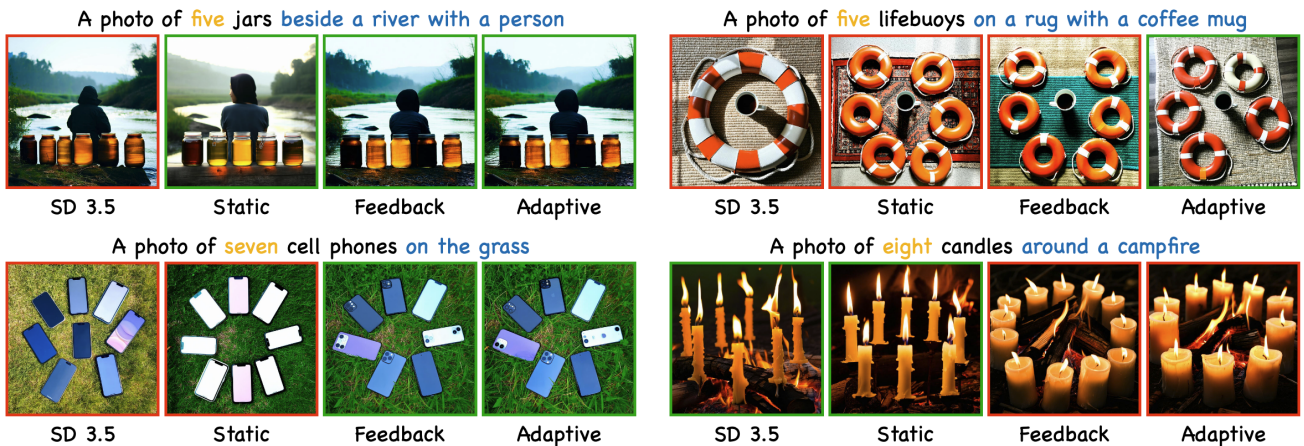 A photo of five jars beside a river with a person
SD 3.5 Static Feedback Adaptive
A photo of five lifebuoys on a rug with a coffee mug
SD 3.5 Static Feedback Adaptive
A photo of seven cell phones on the grass
SD 3.5 Static Feedback Adaptive
A photo of eight candles around a campfire
SD 3.5 Static Feedback Adaptive